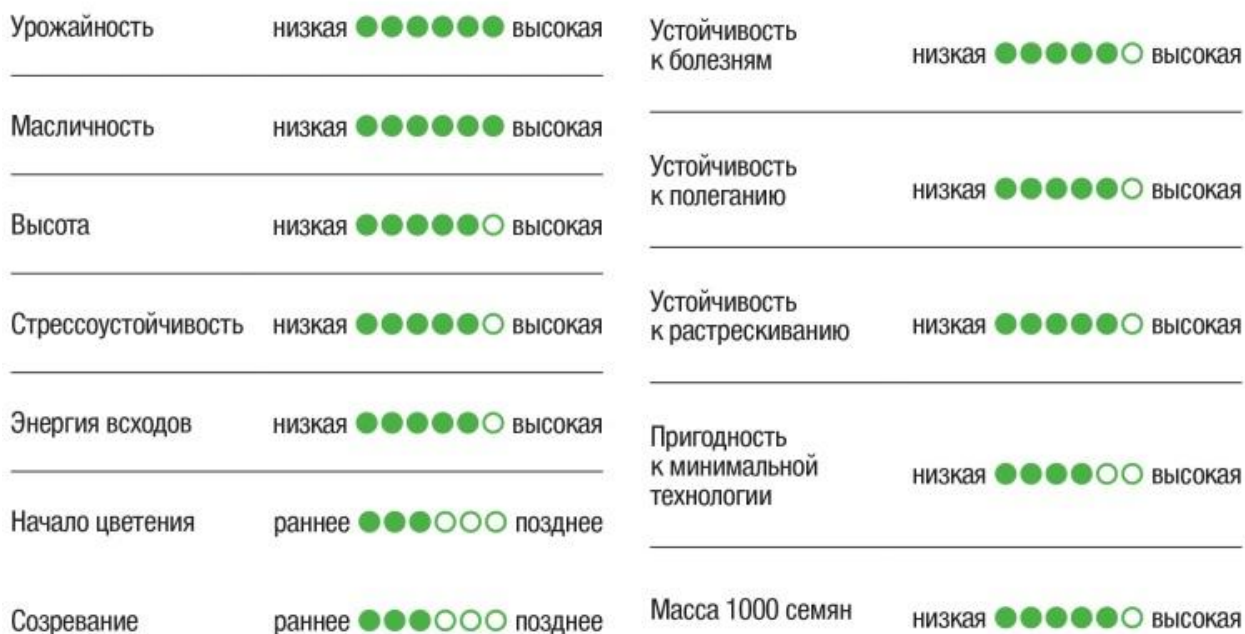 Урожайность низкая высокая
Масличность низкая высокая
Высота низкая высокая
Стрессоустойчивость низкая высокая
Энергия всходов низкая высокая
Начало цветения раннее позднее
Созревание раннее позднее
Устойчивость
к болезням низкая высокая
Устойчивость
к полеганию низкая высокая
Устойчивость
к растрескиванию низкая высокая
Пригодность
к минимальной низкая высокая
технологии
Масса 1000 семян низкая высокая